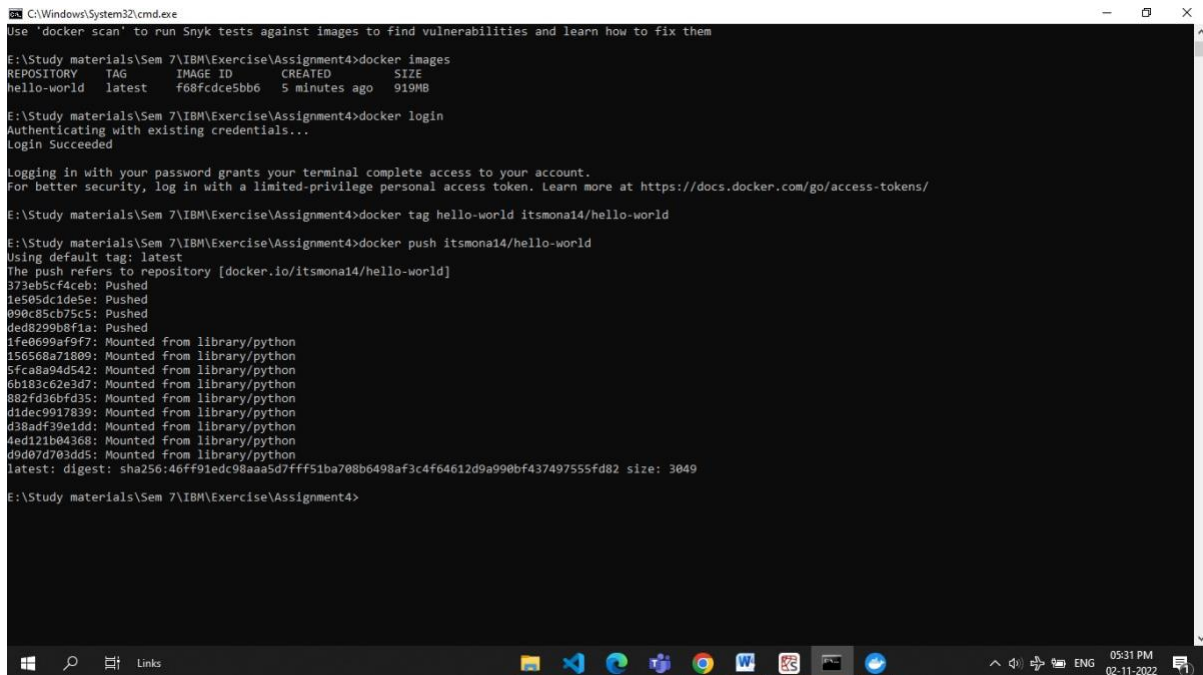 C:\Windows\System32\cmd.exe
Use 'docker scan' to run Snyk tests against images to find vulnerabilities and learn how to fix them
E:\Study materials\Sem 7\IBM\Exercise\Assignment4>docker images
REPOSITORY TAG IMAGE ID CREATED SIZE
hello-world latest f68fcdce5bb6 5 minutes ago 919MB
E:\Study materials\Sem 7\IBM\Exercise\Assignment4>docker login
Authenticating with existing credentials...
Login Succeeded
Logging in with your password grants your terminal complete access to your account.
For better security, log in with a limited-privilege personal access token. Learn more at https://docs.docker.com/go/access-tokens/
E:\Study materials\Sem 7\IBM\Exercise\Assignment4>docker tag hello-world itsmona14/hello-world
E:\Study materials\Sem 7\IBM\Exercise\Assignment4>docker push itsmona14/hello-world
Using default tag: latest
The push refers to repository [docker.io/itsmona14/hello-world]
373eb5cf4ceb: Pushed
1e505dc1de5e: Pushed
090c85cb75c5: Pushed
ded8299b8f1a: Pushed
1fe0699af9f7: Mounted from library/python
156568a71809: Mounted from library/python
5fca8a94d542: Mounted from library/python
6b183c62e3d7: Mounted from library/python
882fd36bfd35: Mounted from library/python
d1dec9917839: Mounted from library/python
d38adf39e1dd: Mounted from library/python
4ed121b04368: Mounted from library/python
d9d07d703dd5: Mounted from library/python
latest: digest: sha256:46ff91edc98aaa5d7fff51ba708b6498af3c4f64612d9a990bf437497555fd82 size: 3049
E:\Study materials\Sem 7\IBM\Exercise\Assignment4>
Links
ENG
05:31 PM
02-11-2022